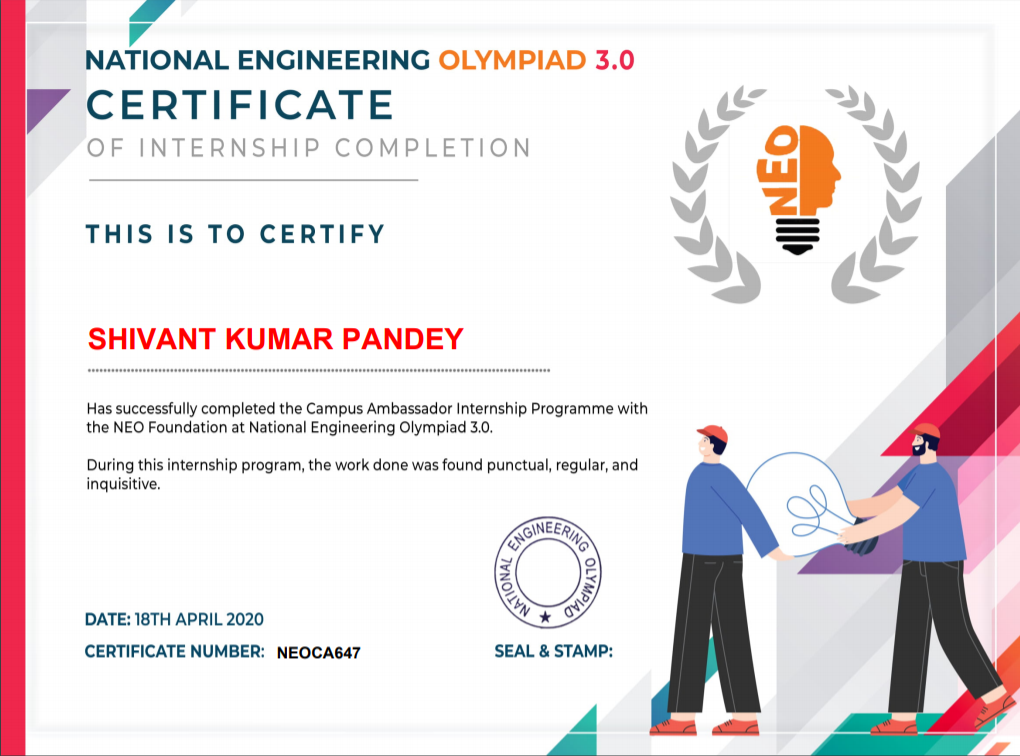 NATIONAL ENGINEERING OLYMPIAD 3.0
CERTIFICATE
OF INTERNSHIP COMPLETION
NEO
THIS IS TO CERTIFY
SHIVANT KUMAR PANDEY
Has successfully completed the Campus Ambassador Internship Programme with
the NEO Foundation at National Engineering Olympiad 3.0.
During this internship program, the work done was found punctual, regular, and
inquisitive.
NATIONAL ENGINEERING OLYMPIAD
DATE: 18TH APRIL 2020
CERTIFICATE NUMBER: NEOCA647
SEAL & STAMP: